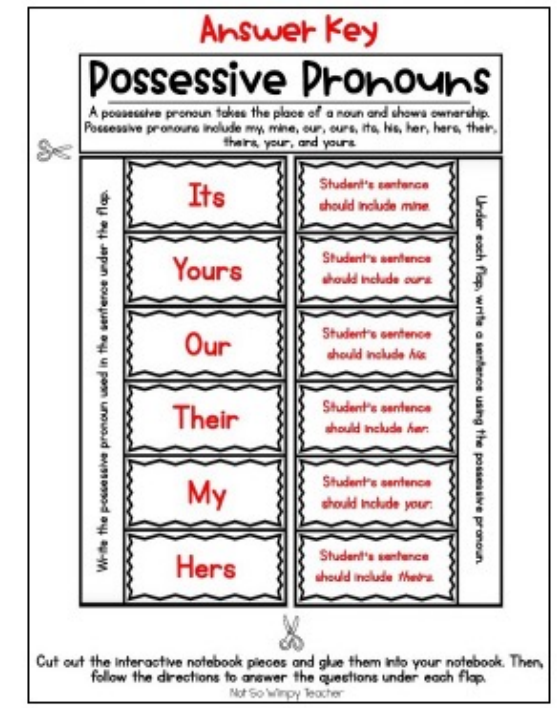 Answer Key
Possessive Pronouns
A possessive pronoun takes the place of a noun and shows ownership.
Possessive pronouns include my, mine, our, ours, its, his, her, hers, their,
theirs, your, and yours.
Write the possessive pronoun used in the sentence under the flap.
Its
Yours
Our
Their
My
Hers
Student's sentence
should include mine.
Student's sentence
should include ours.
Student's sentence
should include his.
Student's sentence
should include her.
Student's sentence
should include your.
Student's sentence
should include theirs.
Under each flap, write a sentence using the possessive pronoun.
Cut out the interactive notebook pieces and glue them into your notebook. Then,
follow the directions to answer the questions under each flap.
Not So Wimpy Teacher